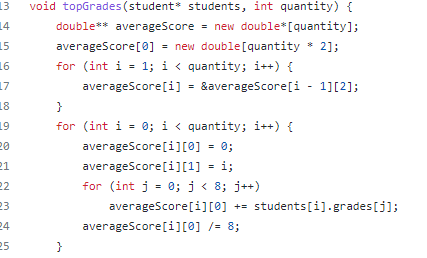 13 void topGrades(student* students, int quantity) {
14 double** averageScore = new double*[quantity];
15 averageScore[0] = new double[quantity * 2];
16 for (int i = 1; i < quantity; i++) {
17 averageScore[i] = &averageScore[i - 1][2];
18 }
19 for (int i = 0; i < quantity; i++) {
20 averageScore[i][0] = 0;
21 averageScore[i][1] = i;
22 for (int j = 0; j < 8; j++)
23 averageScore[i][0] += students[i].grades[j];
24 averageScore[i][0] /= 8;
25 }